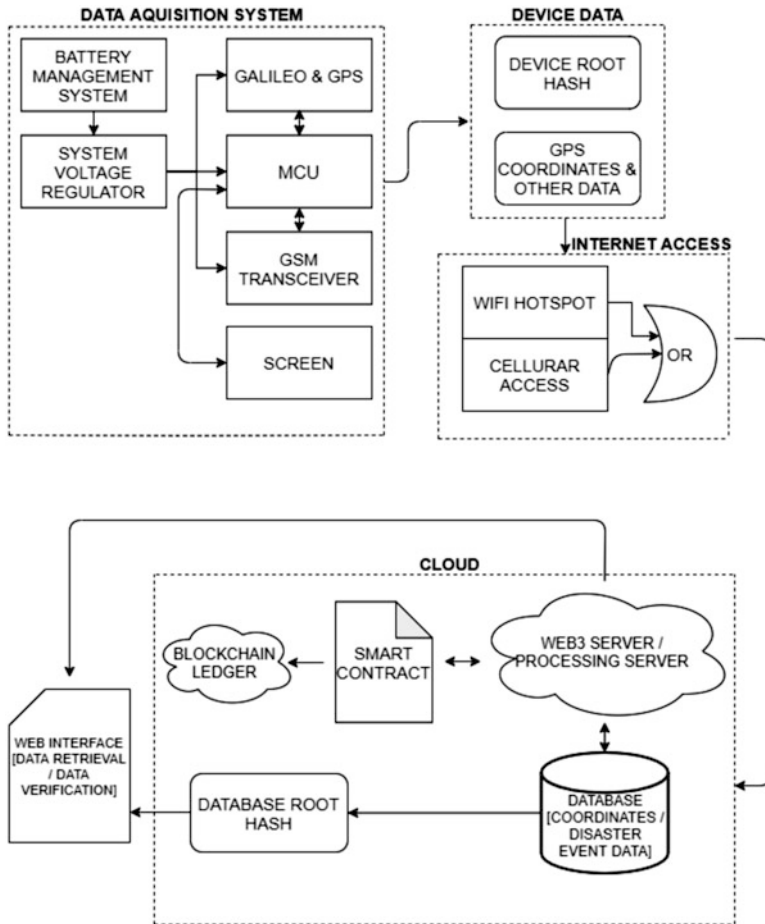 DATA AQUISITION SYSTEM
BATTERY
MANAGEMENT
SYSTEM
SYSTEM
VOLTAGE
REGULATOR
GALILEO & GPS
MCU
GSM
TRANSCEIVER
SCREEN
DEVICE DATA
DEVICE ROOT
HASH
GPS
COORDINATES &
OTHER DATA
INTERNET ACCESS
WIFI HOTSPOT
CELLURAR
ACCESS
OR
CLOUD
BLOCKCHAIN
LEDGER
SMART
CONTRACT
WEB3 SERVER /
PROCESSING SERVER
WEB INTERFACE
[DATA RETRIEVAL
/ DATA
VERIFICATION]
DATABASE ROOT
HASH
DATABASE
[COORDINATES /
DISASTER
EVENT DATA]